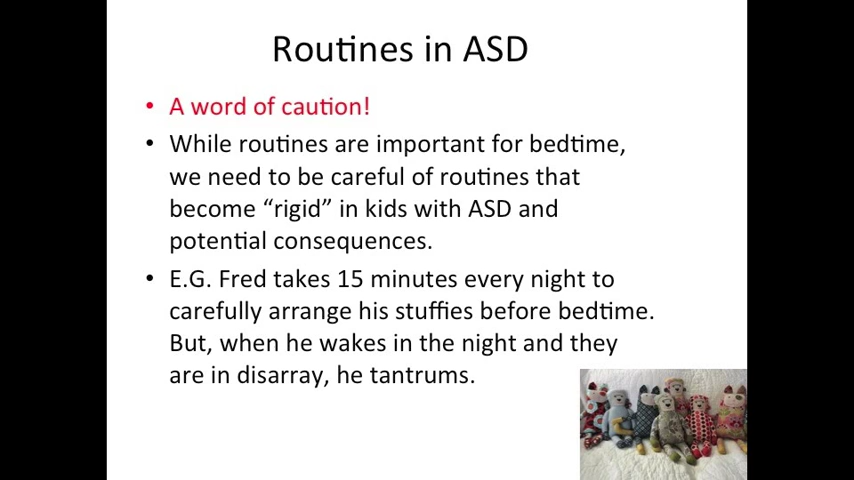 Routines in ASD
• A word of caution!
• While routines are important for bedtime,
we need to be careful of routines that
become “rigid” in kids with ASD and
potential consequences.
• E.G. Fred takes 15 minutes every night to
carefully arrange his stuffies before bedtime.
But, when he wakes in the night and they
are in disarray, he tantrums.